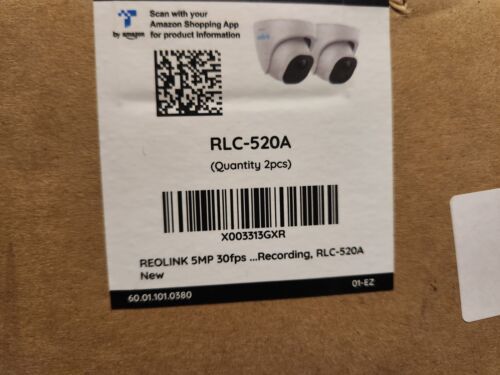 Scan with your
Amazon Shopping App
for product information
by amazon
RLC-520A
(Quantity 2pcs)
X003313GXR
REOLINK 5MP 30fps ...Recording, RLC-520A
New
60.01.101.0380
01-EZ